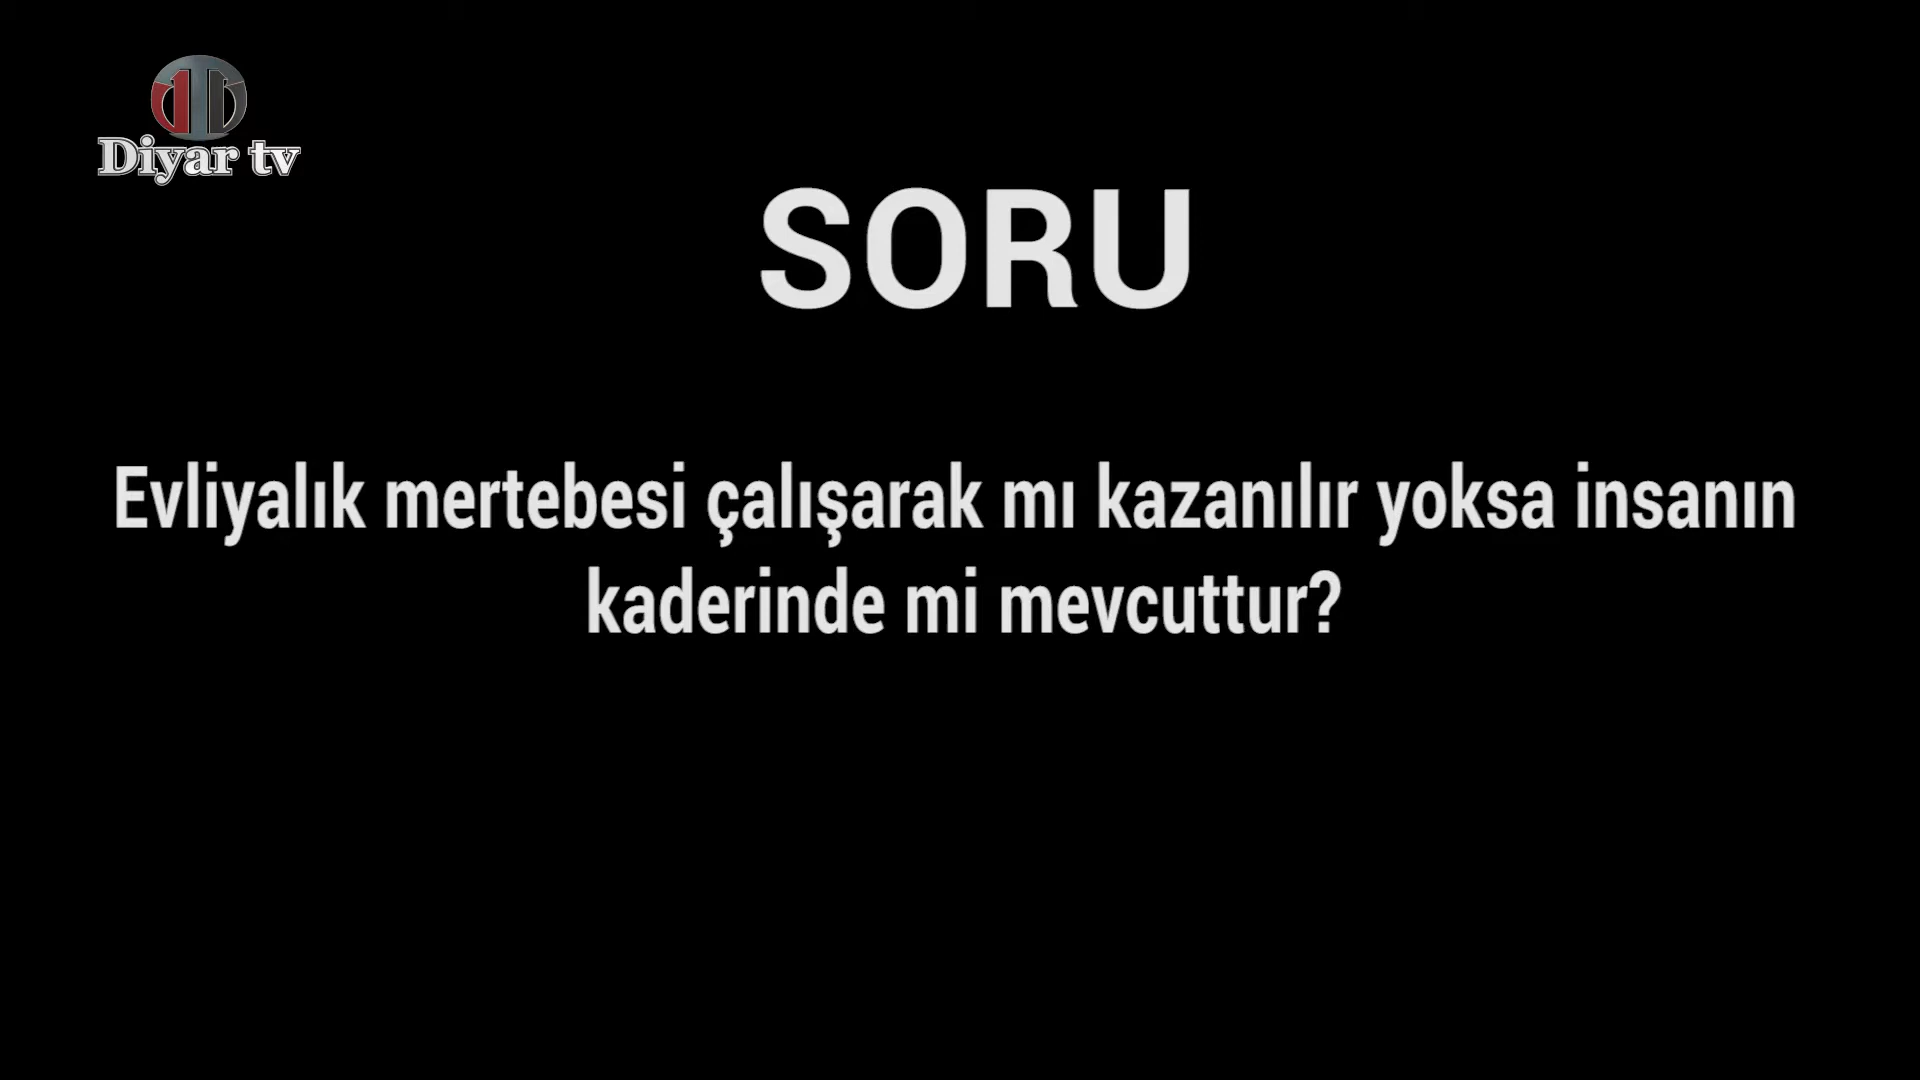 Diyar tv
SORU
Evliyalık mertebesi çalışarak mı kazanılır yoksa insanın
kaderinde mi mevcuttur?